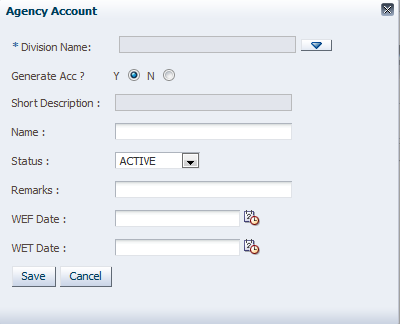 Agency Account
* Division Name:
Generate Acc ? Y N
Short Description :
Name :
Status : ACTIVE
Remarks :
WEF Date :
WET Date :
Save Cancel